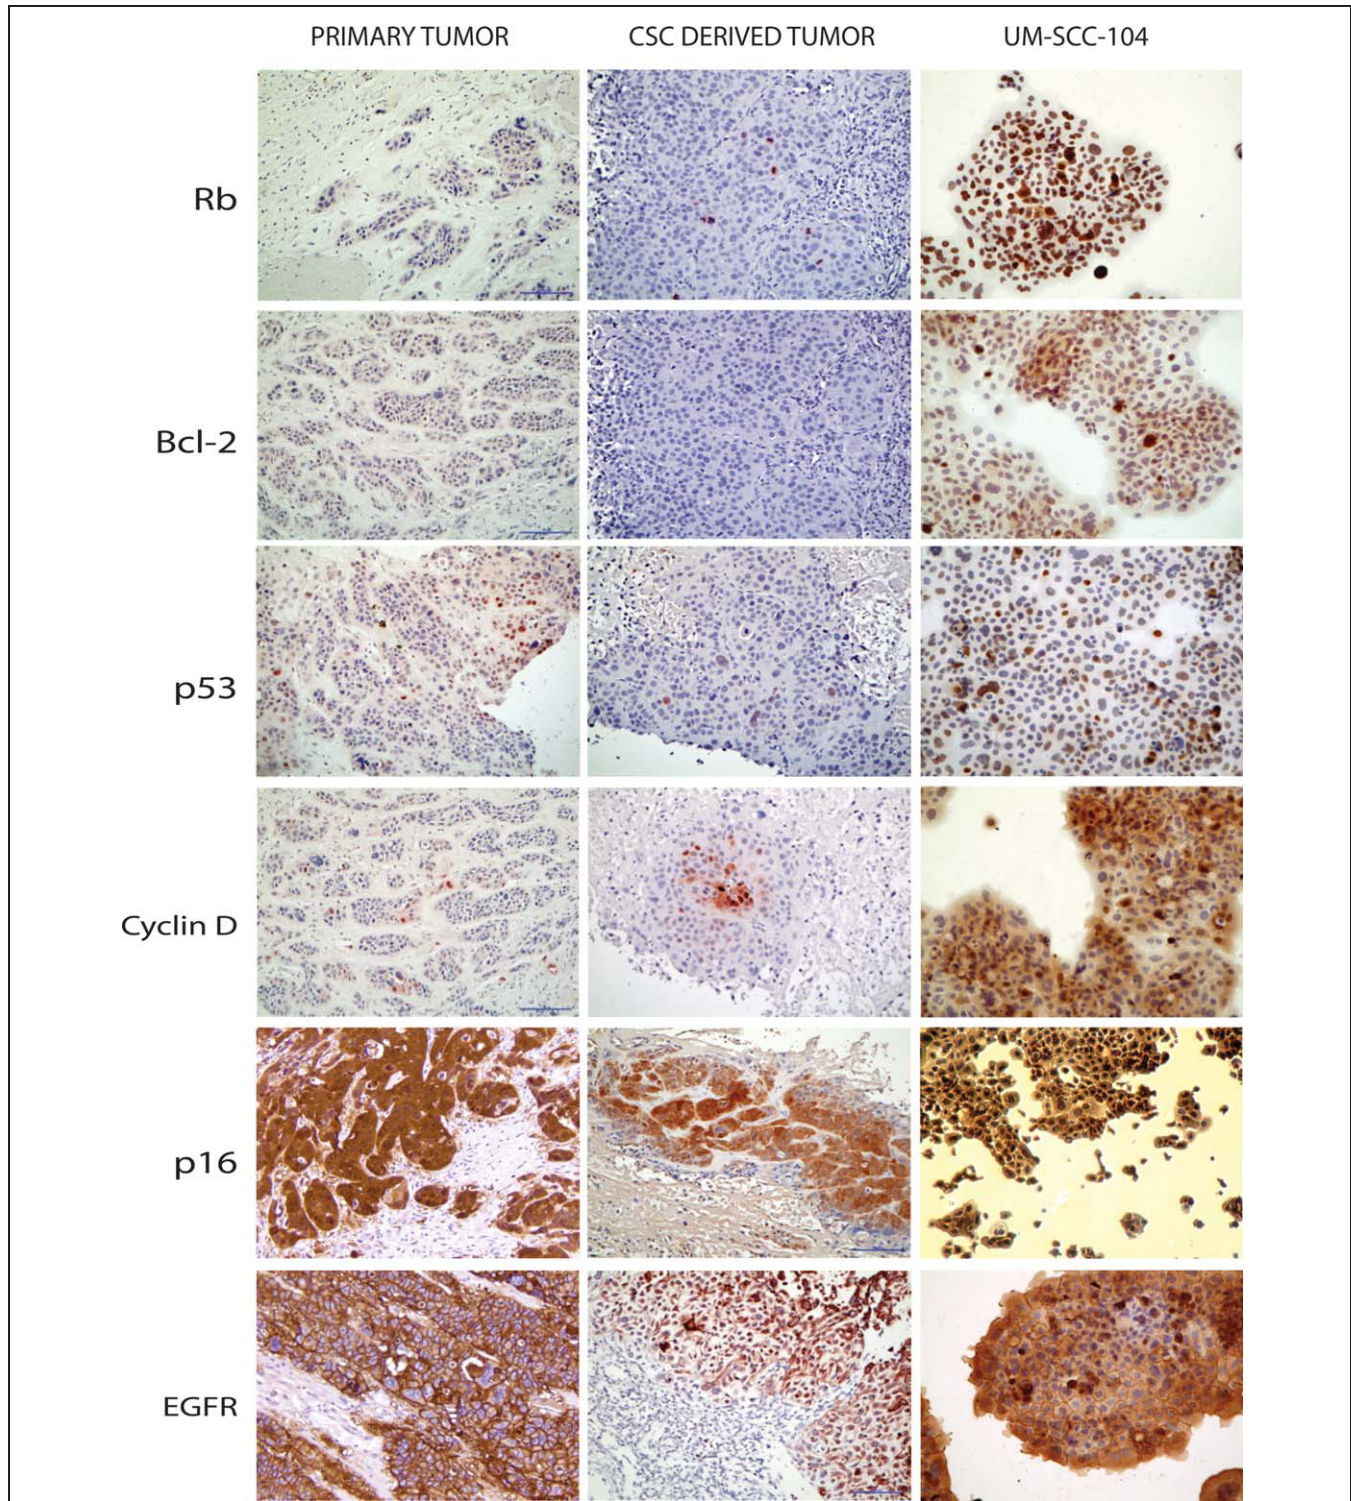 PRIMARY TUMOR CSC DERIVED TUMOR UM-SCC-104
Rb
Bcl-2
p53
Cyclin D
p16
EGFR